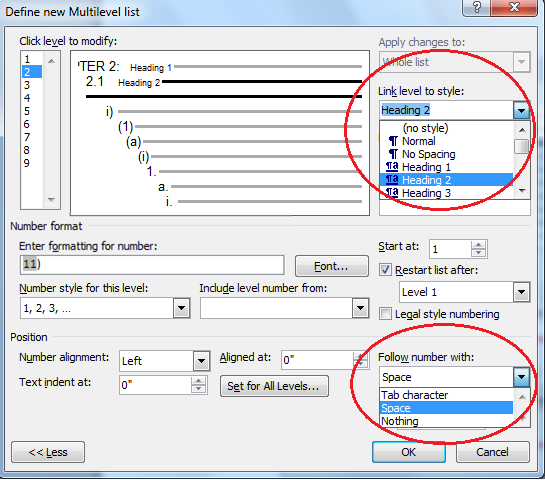 Define new Multilevel list
Click level to modify:
1
2
3
4
5
6
7
8
9
'TER 2: Heading 1
2.1 Heading 2
i)
(1)
(a)
(i)
1.
a.
i.
Apply changes to:
Whole list
Link level to style:
Heading 2
(no style)
¶ Normal
¶ No Spacing
¶a Heading 1
¶a Heading 2
¶a Heading 3
Number format
Enter formatting for number:
11)
Font...
Number style for this level:
1, 2, 3, ...
Include level number from:
Start at: 1
Restart list after:
Level 1
Legal style numbering
Position
Number alignment: Left
Aligned at: 0"
Text indent at: 0"
Set for All Levels...
Follow number with:
Space
Tab character
Space
Nothing
<< Less
OK
Cancel